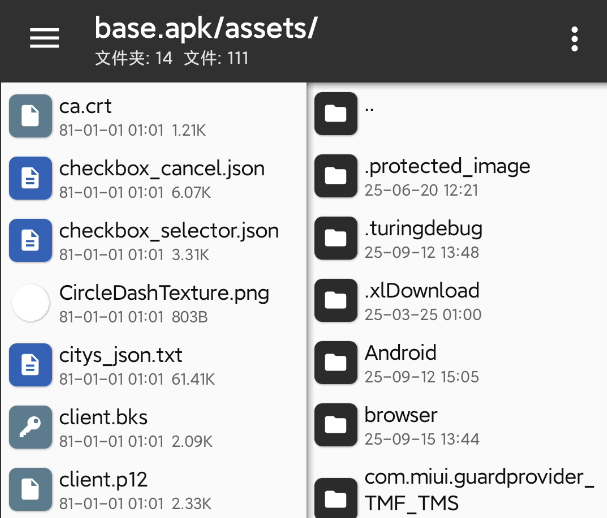 base.apk/assets/
文件夹: 14 文件: 111
ca.crt
81-01-01 01:01 1.21K
checkbox_cancel.json
81-01-01 01:01 6.07K
checkbox_selector.json
81-01-01 01:01 3.31K
CircleDashTexture.png
81-01-01 01:01 803B
citys_json.txt
81-01-01 01:01 61.41K
client.bks
81-01-01 01:01 2.09K
client.p12
81-01-01 01:01 2.33K
..
.protected_image
25-06-20 12:21
.turingdebug
25-09-12 13:48
.xlDownload
25-03-25 01:00
Android
25-09-12 15:05
browser
25-09-15 13:44
com.miui.guardprovider_
TMF_TMS